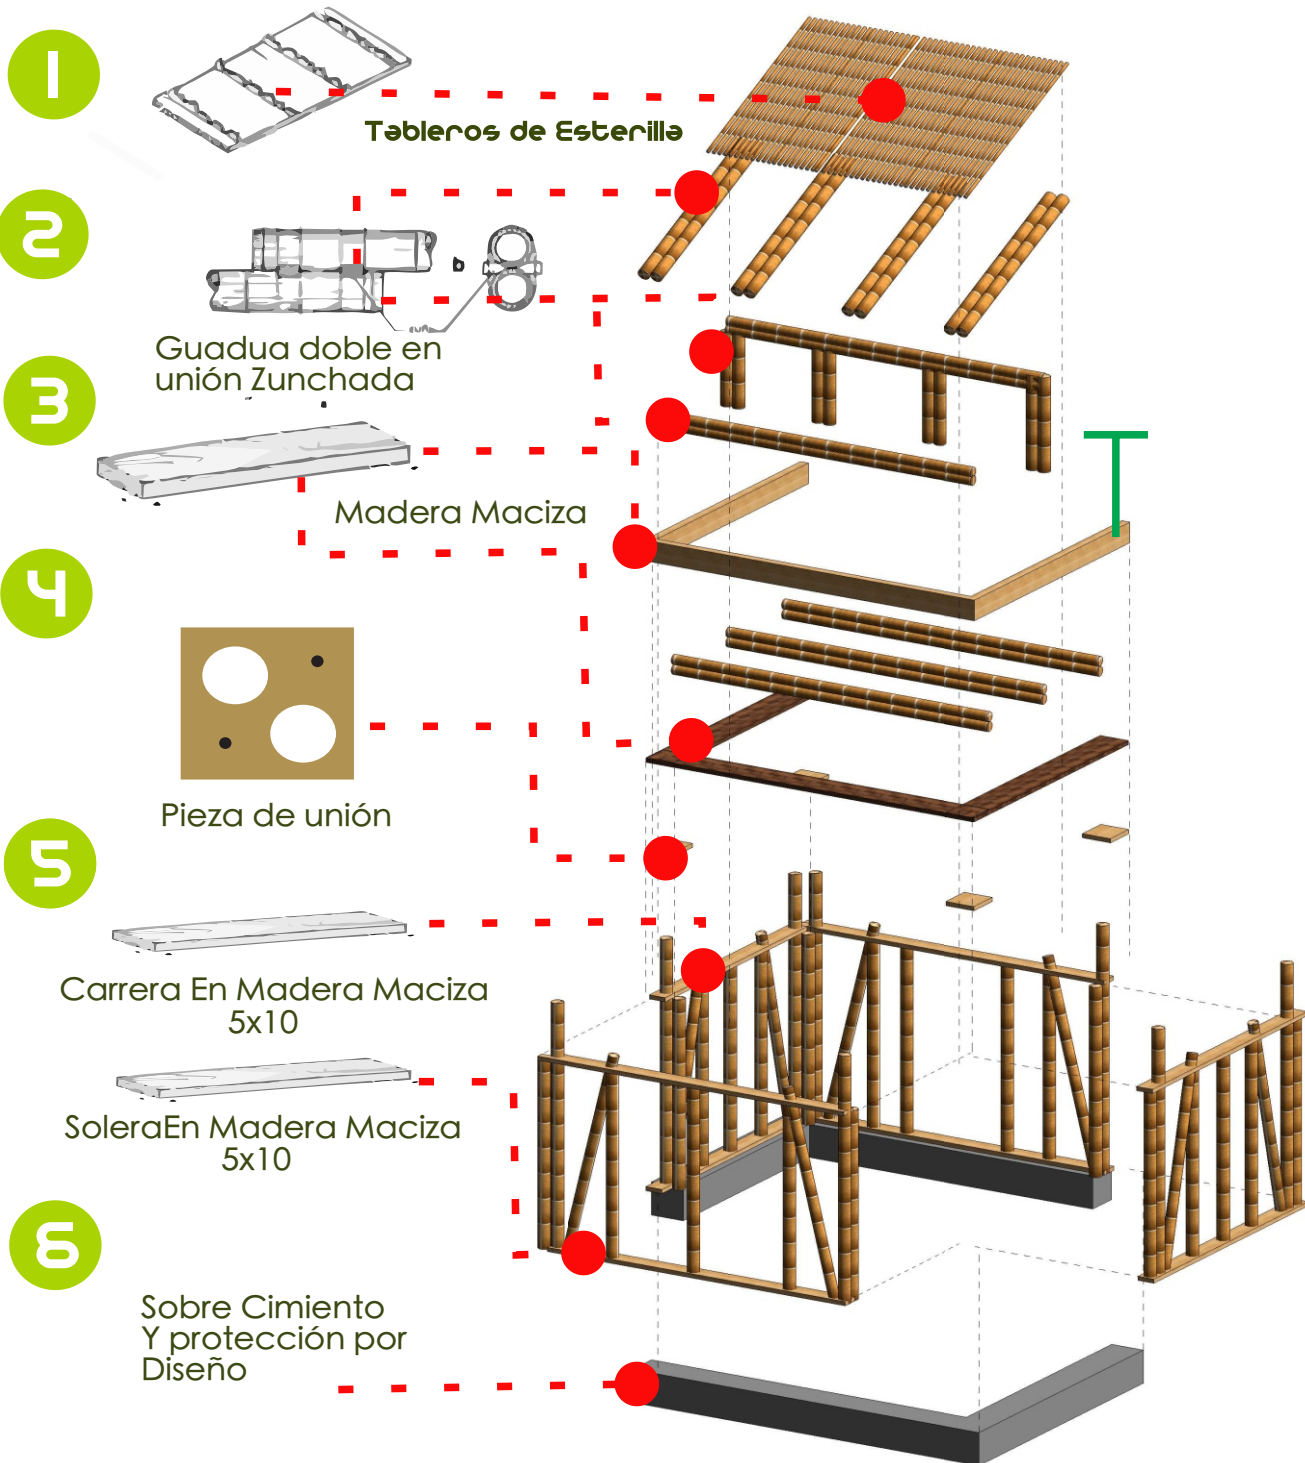 1
Tableros de Esterilla
2
Guadua doble en
unión Zunchada
3
Madera Maciza
4
Pieza de unión
5
Carrera En Madera Maciza
5x10
SoleraEn Madera Maciza
5x10
6
Sobre Cimiento
Y protección por
Diseño